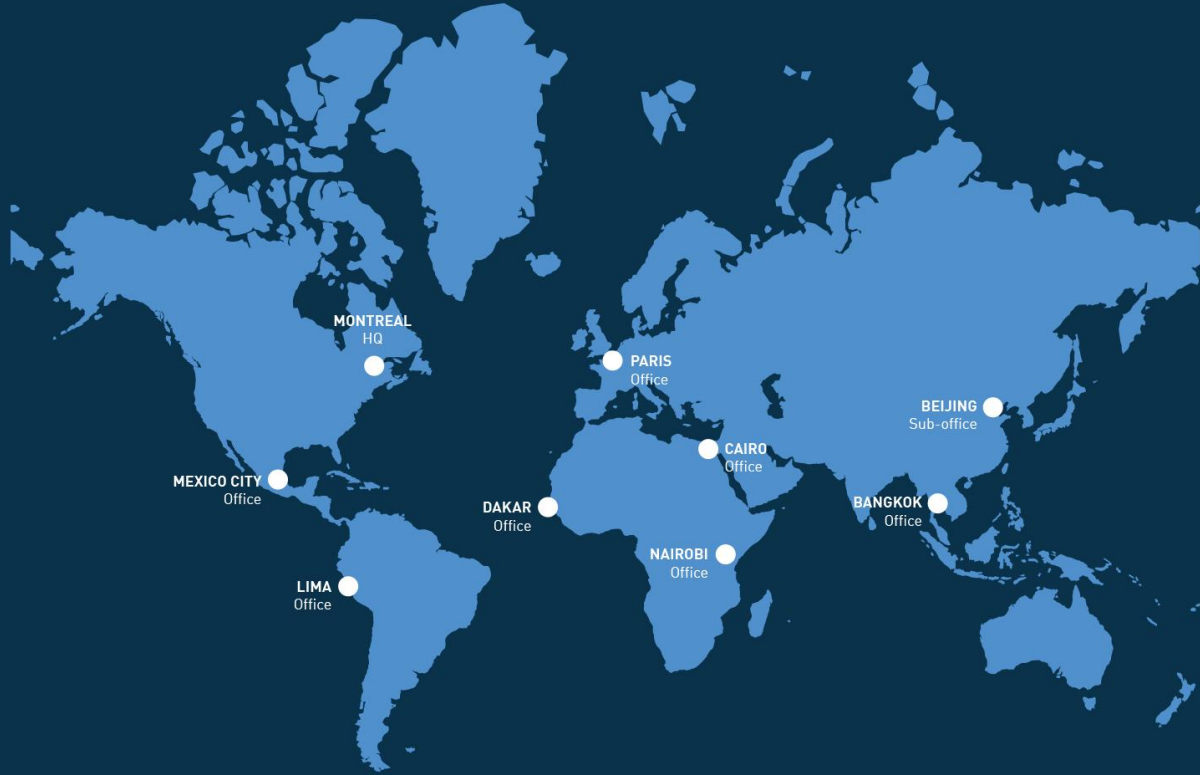 MONTREAL
HQ
PARIS
Office
BEIJING
Sub-office
CAIRO
Office
MEXICO CITY
Office
DAKAR
Office
BANGKOK
Office
NAIROBI
Office
LIMA
Office